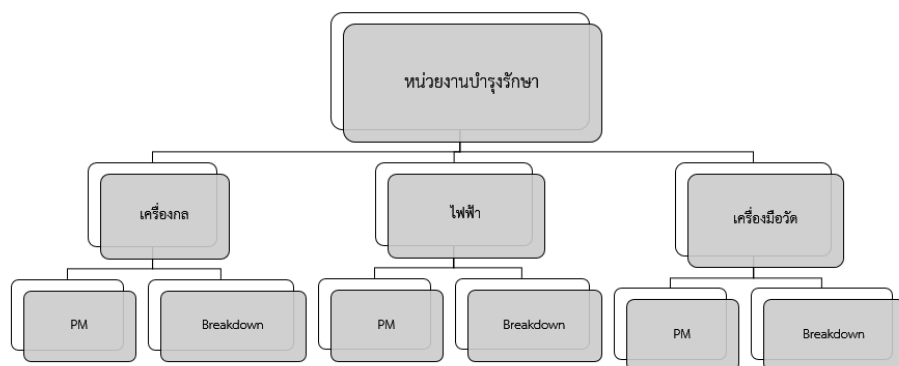 หน่วยงานบำรุงรักษา
เครื่องกล
ไฟฟ้า
เครื่องมือวัด
PM
Breakdown
PM
Breakdown
PM
Breakdown